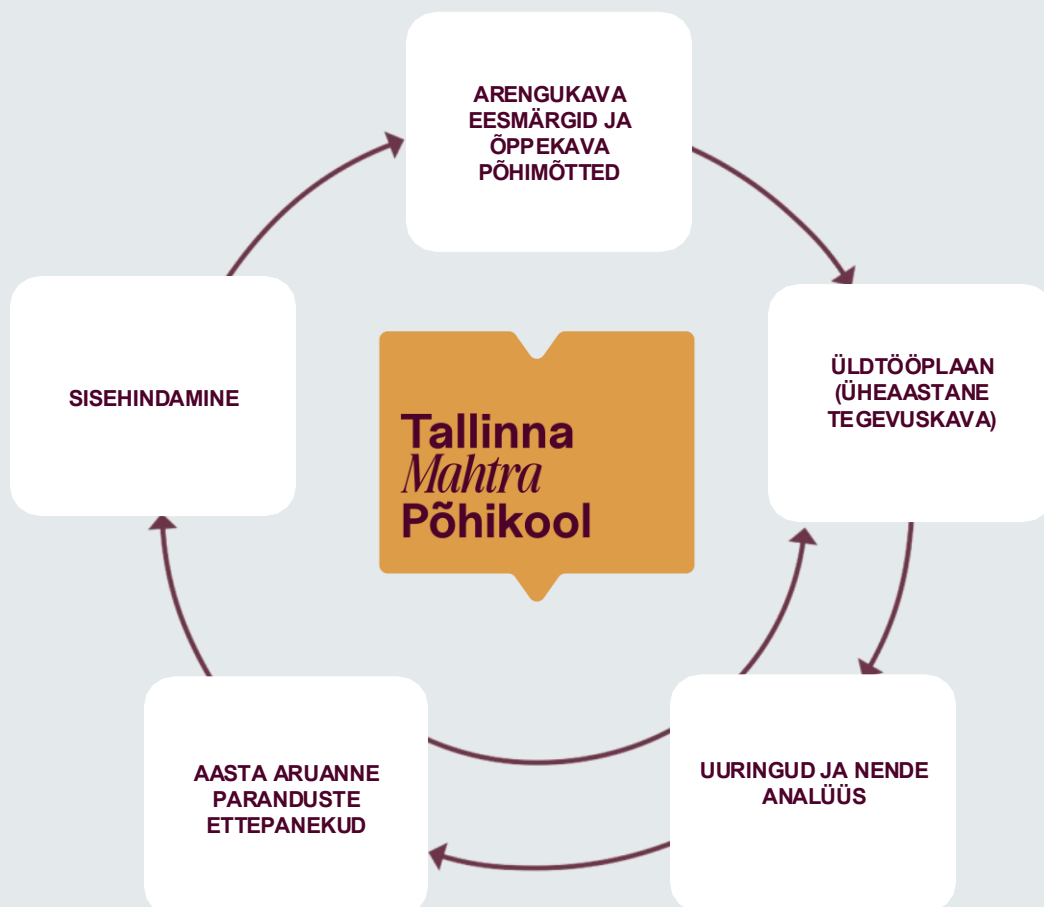 ARENGUKAVA
EESMÄRGID JA
ÕPPEKAVA
PÕHIMÕTTED
ÜLDTÖÖPLAAN
(ÜHEAASTANE
TEGEVUSKAVA)
UURINGUD JA NENDE
ANALÜÜS
AASTA ARUANNE
PARANDUSTE
ETTEPANEKUD
SISEHINDAMINE
Tallinna
Mahtra
Põhikool